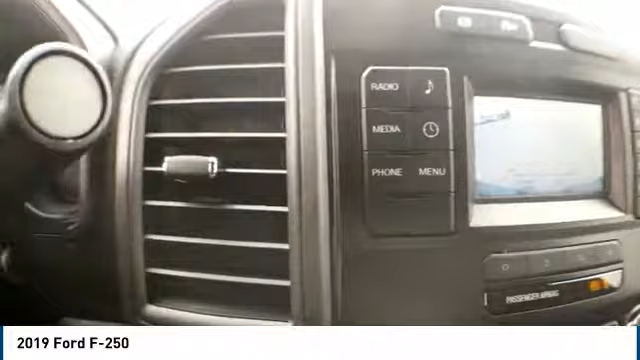 RADIO
MEDIA
PHONE MENU
PASSENGER AIRBAG
2019 Ford F-250